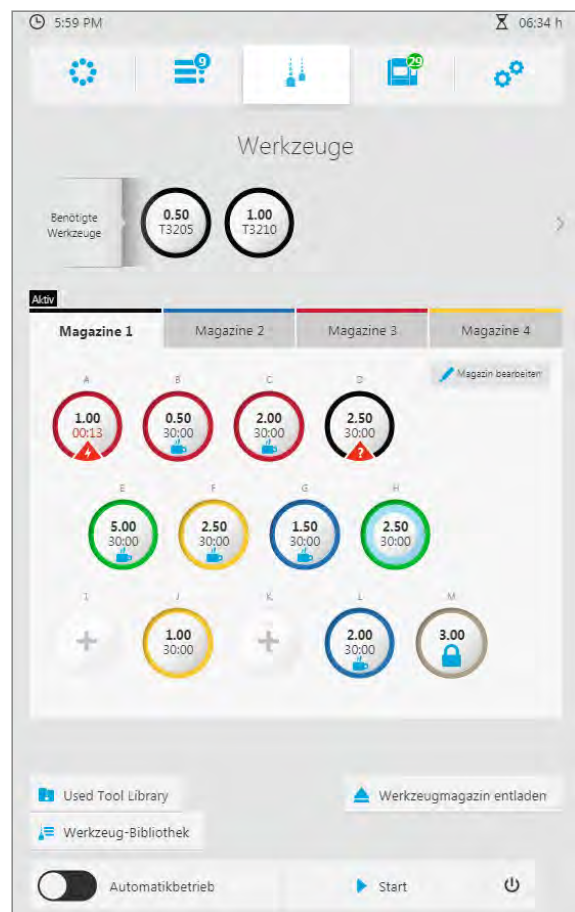 5:59 PM
06:34 h
9
29
Werkzeuge
Benötigte
Werkzeuge
0.50
T3205
1.00
T3210
Aktiv
Magazine 1
Magazine 2
Magazine 3
Magazine 4
Magazin bearbeiten
A
B
C
D
1.00
00:13
0.50
30:00
2.00
30:00
2.50
30:00
?
E
F
G
H
5.00
30:00
2.50
30:00
1.50
30:00
2.50
30:00
I
J
K
L
M
1.00
30:00
2.00
30:00
3.00
Used Tool Library
Werkzeugmagazin entladen
Werkzeug-Bibliothek
Automatikbetrieb
Start